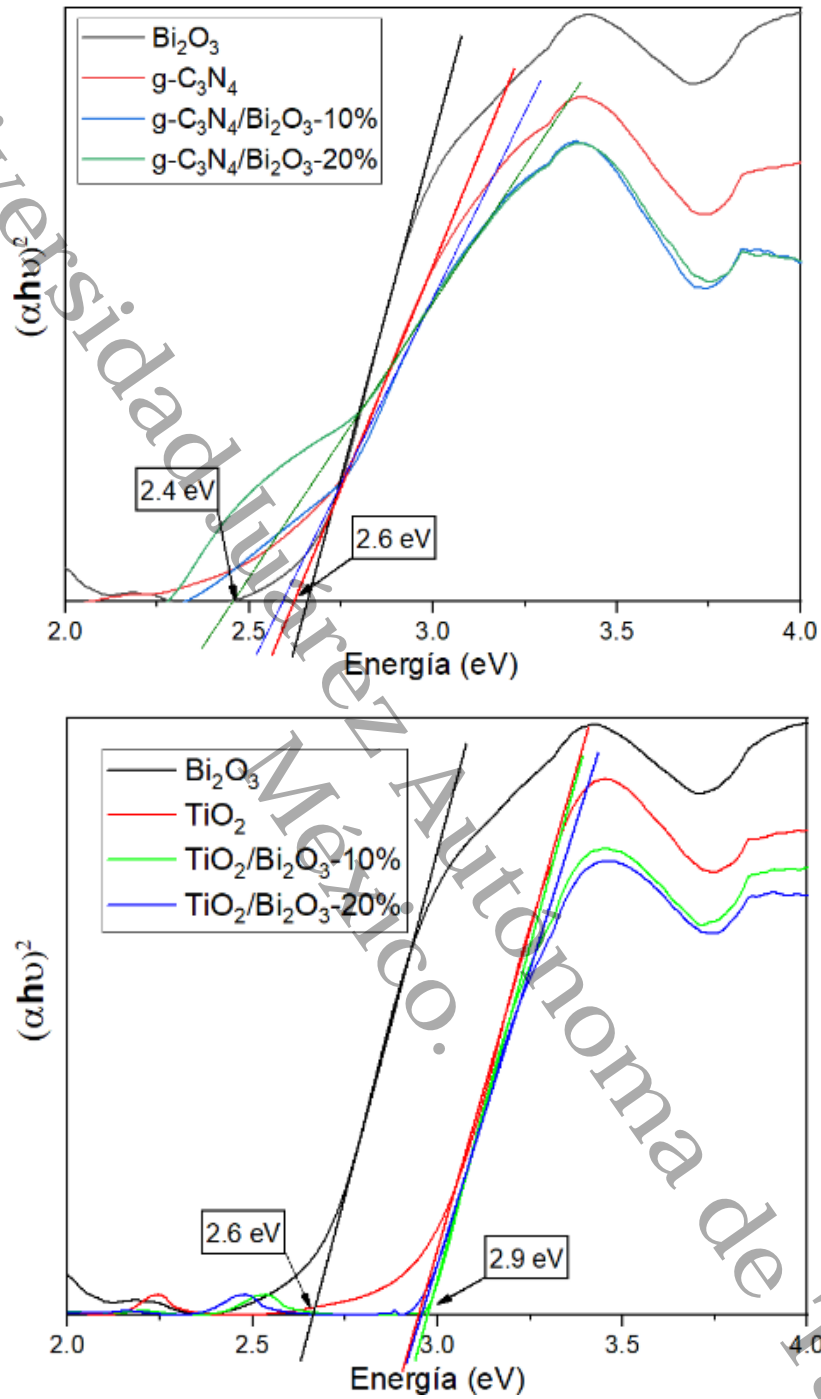 Bi₂O₃
g-C₃N₄
g-C₃N₄/Bi₂O₃-10%
g-C₃N₄/Bi₂O₃-20%
(αhυ)²
2.4 eV
2.6 eV
2.0 2.5 3.0 3.5 4.0
Energía (eV)
Bi₂O₃
TiO₂
TiO₂/Bi₂O₃-10%
TiO₂/Bi₂O₃-20%
(αhυ)²
2.6 eV
2.9 eV
2.0 2.5 3.0 3.5 4.0
Energía (eV)
versidad Juárez Autónoma de T
México.